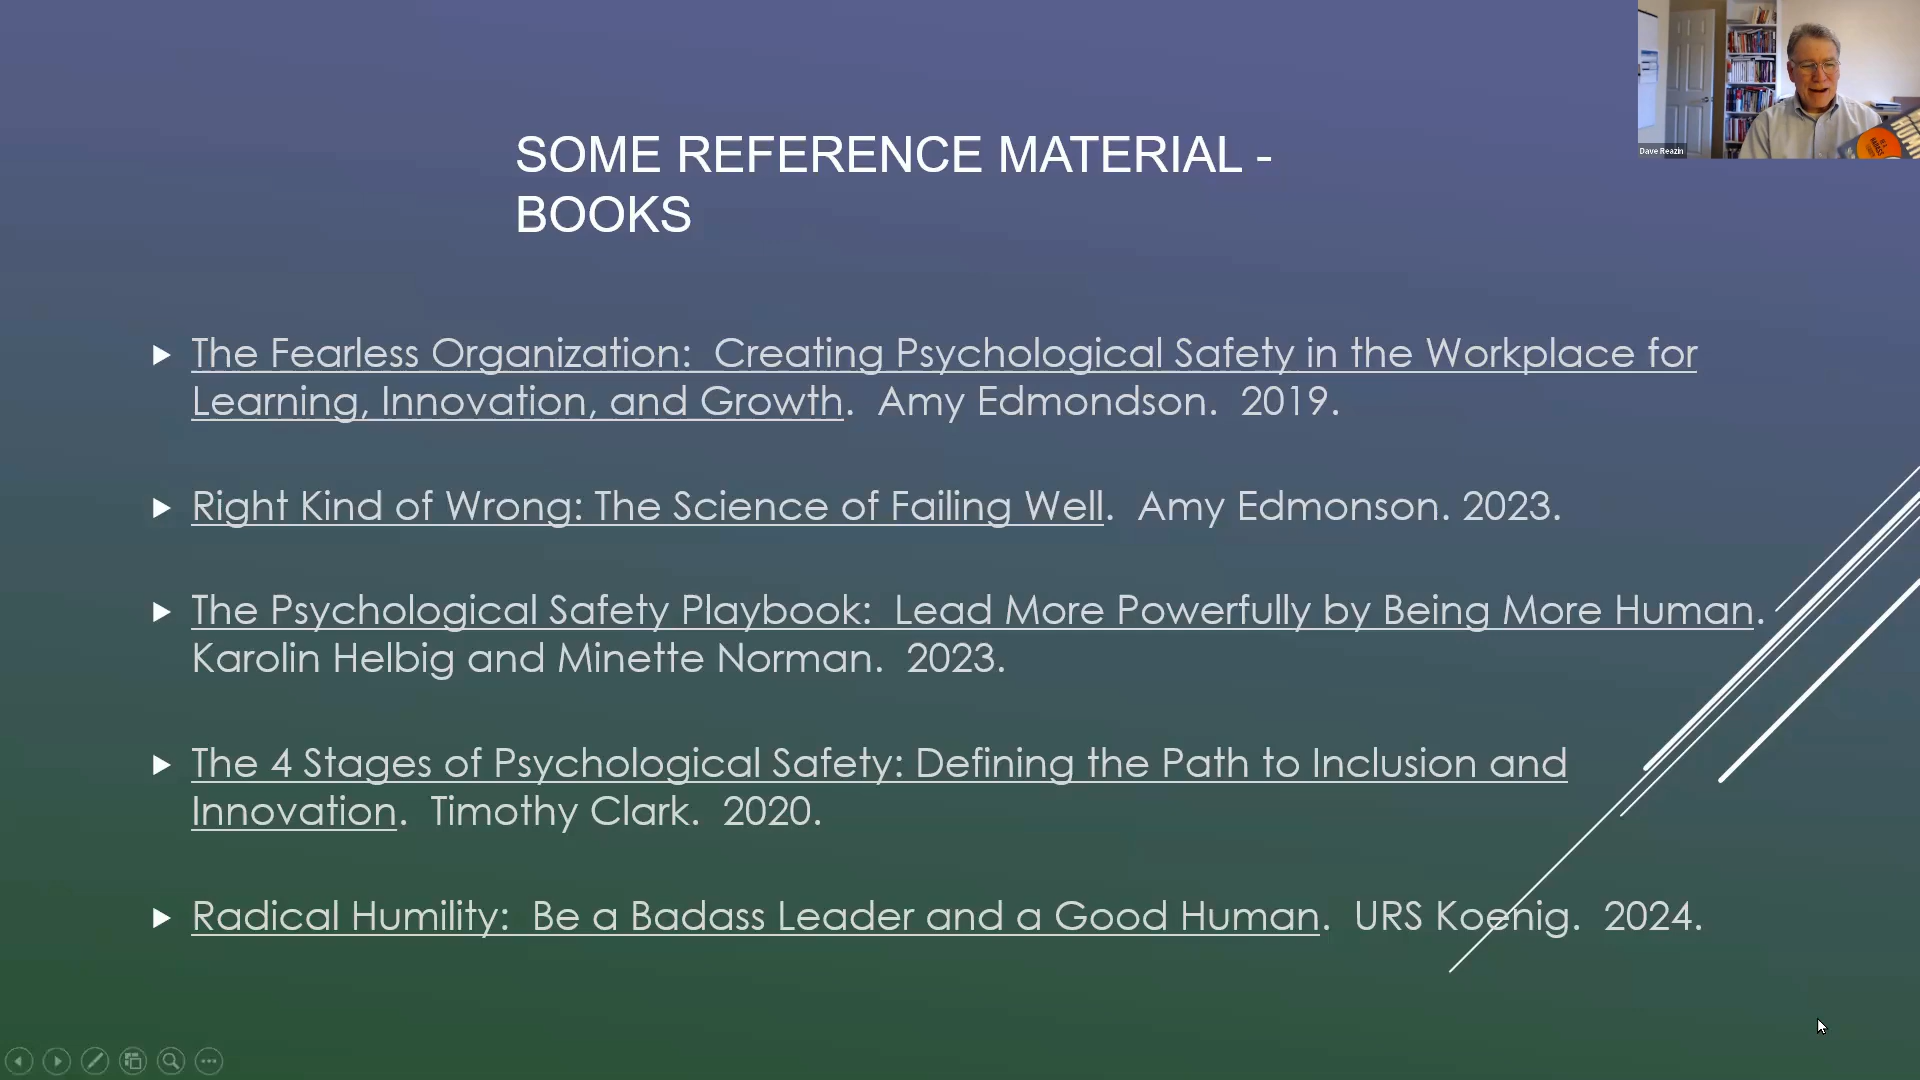 SOME REFERENCE MATERIAL -
BOOKS
The Fearless Organization:  Creating Psychological Safety in the Workplace for
Learning, Innovation, and Growth.  Amy Edmondson.  2019.
Right Kind of Wrong: The Science of Failing Well.  Amy Edmonson. 2023.
The Psychological Safety Playbook:  Lead More Powerfully by Being More Human.
Karolin Helbig and Minette Norman.  2023.
The 4 Stages of Psychological Safety: Defining the Path to Inclusion and
Innovation.  Timothy Clark.  2020.
Radical Humility:  Be a Badass Leader and a Good Human.  URS Koenig.  2024.
Dave Reazin